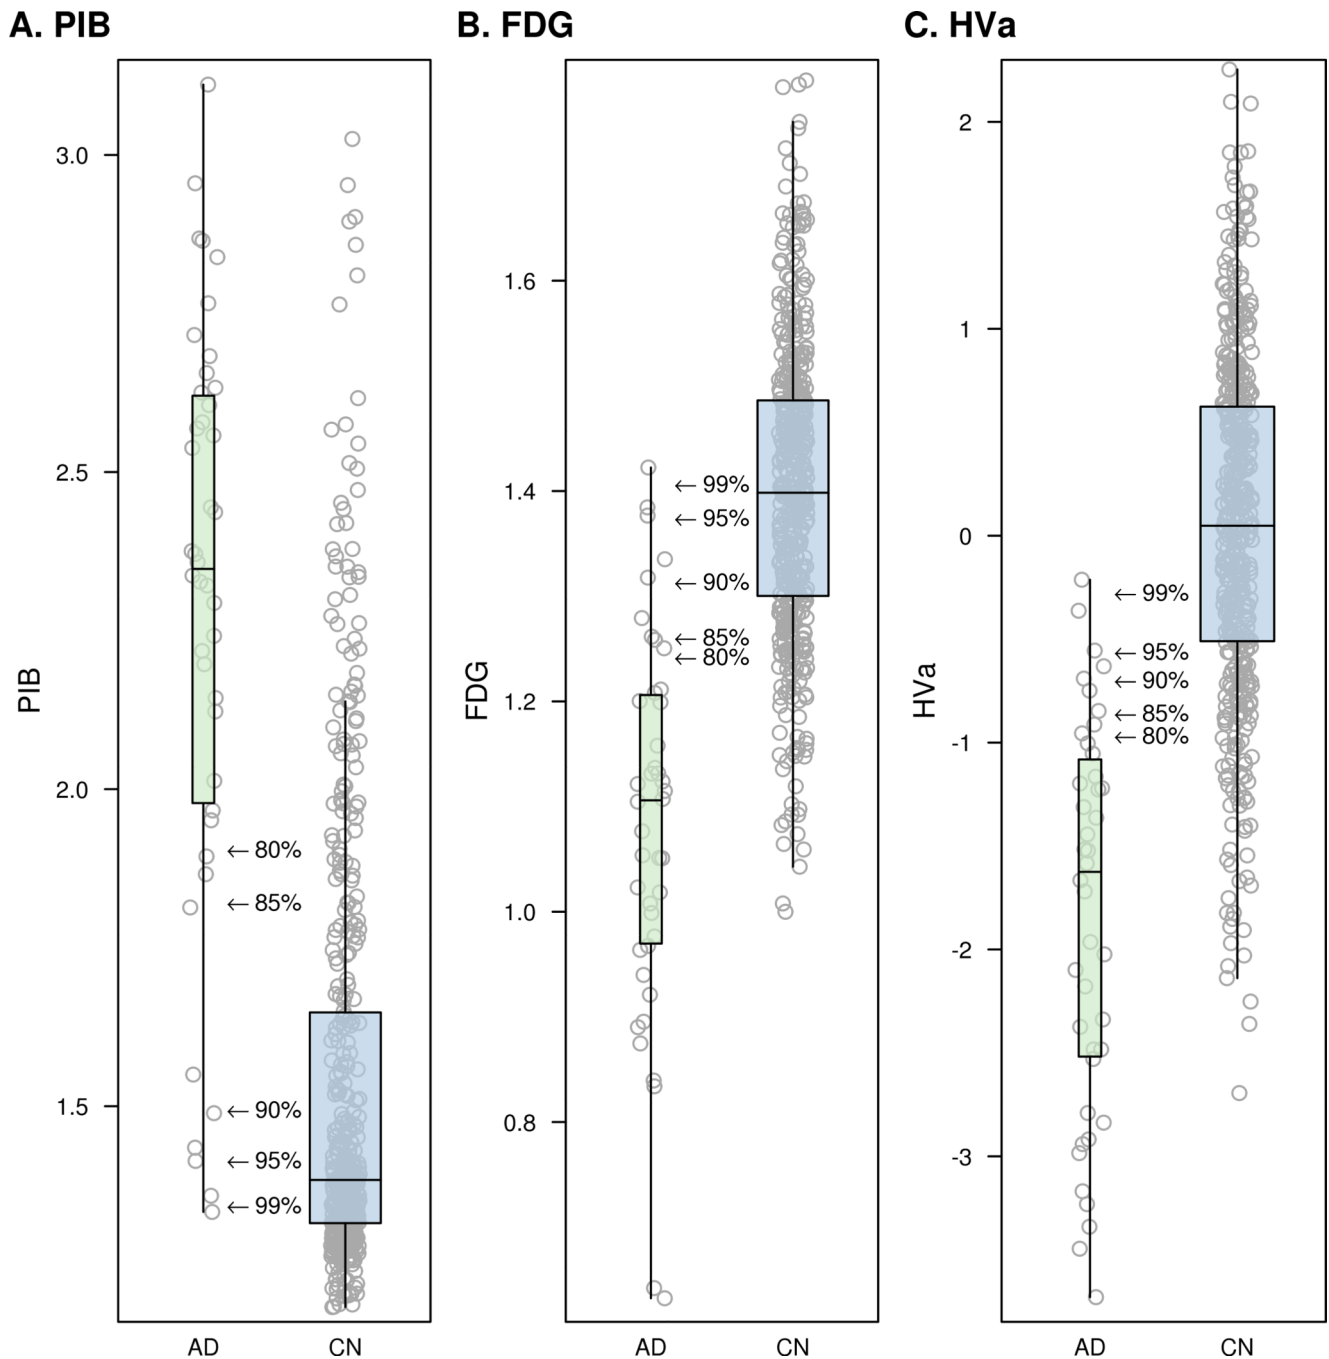 A. PIB
B. FDG
C. HVa
PIB
3.0
2.5
2.0
1.5
← 80%
← 85%
← 90%
← 95%
← 99%
AD
CN
FDG
1.6
1.4
1.2
1.0
0.8
← 99%
← 95%
← 90%
← 85%
← 80%
AD
CN
HVa
2
1
0
-1
-2
-3
← 99%
← 95%
← 90%
← 85%
← 80%
AD
CN